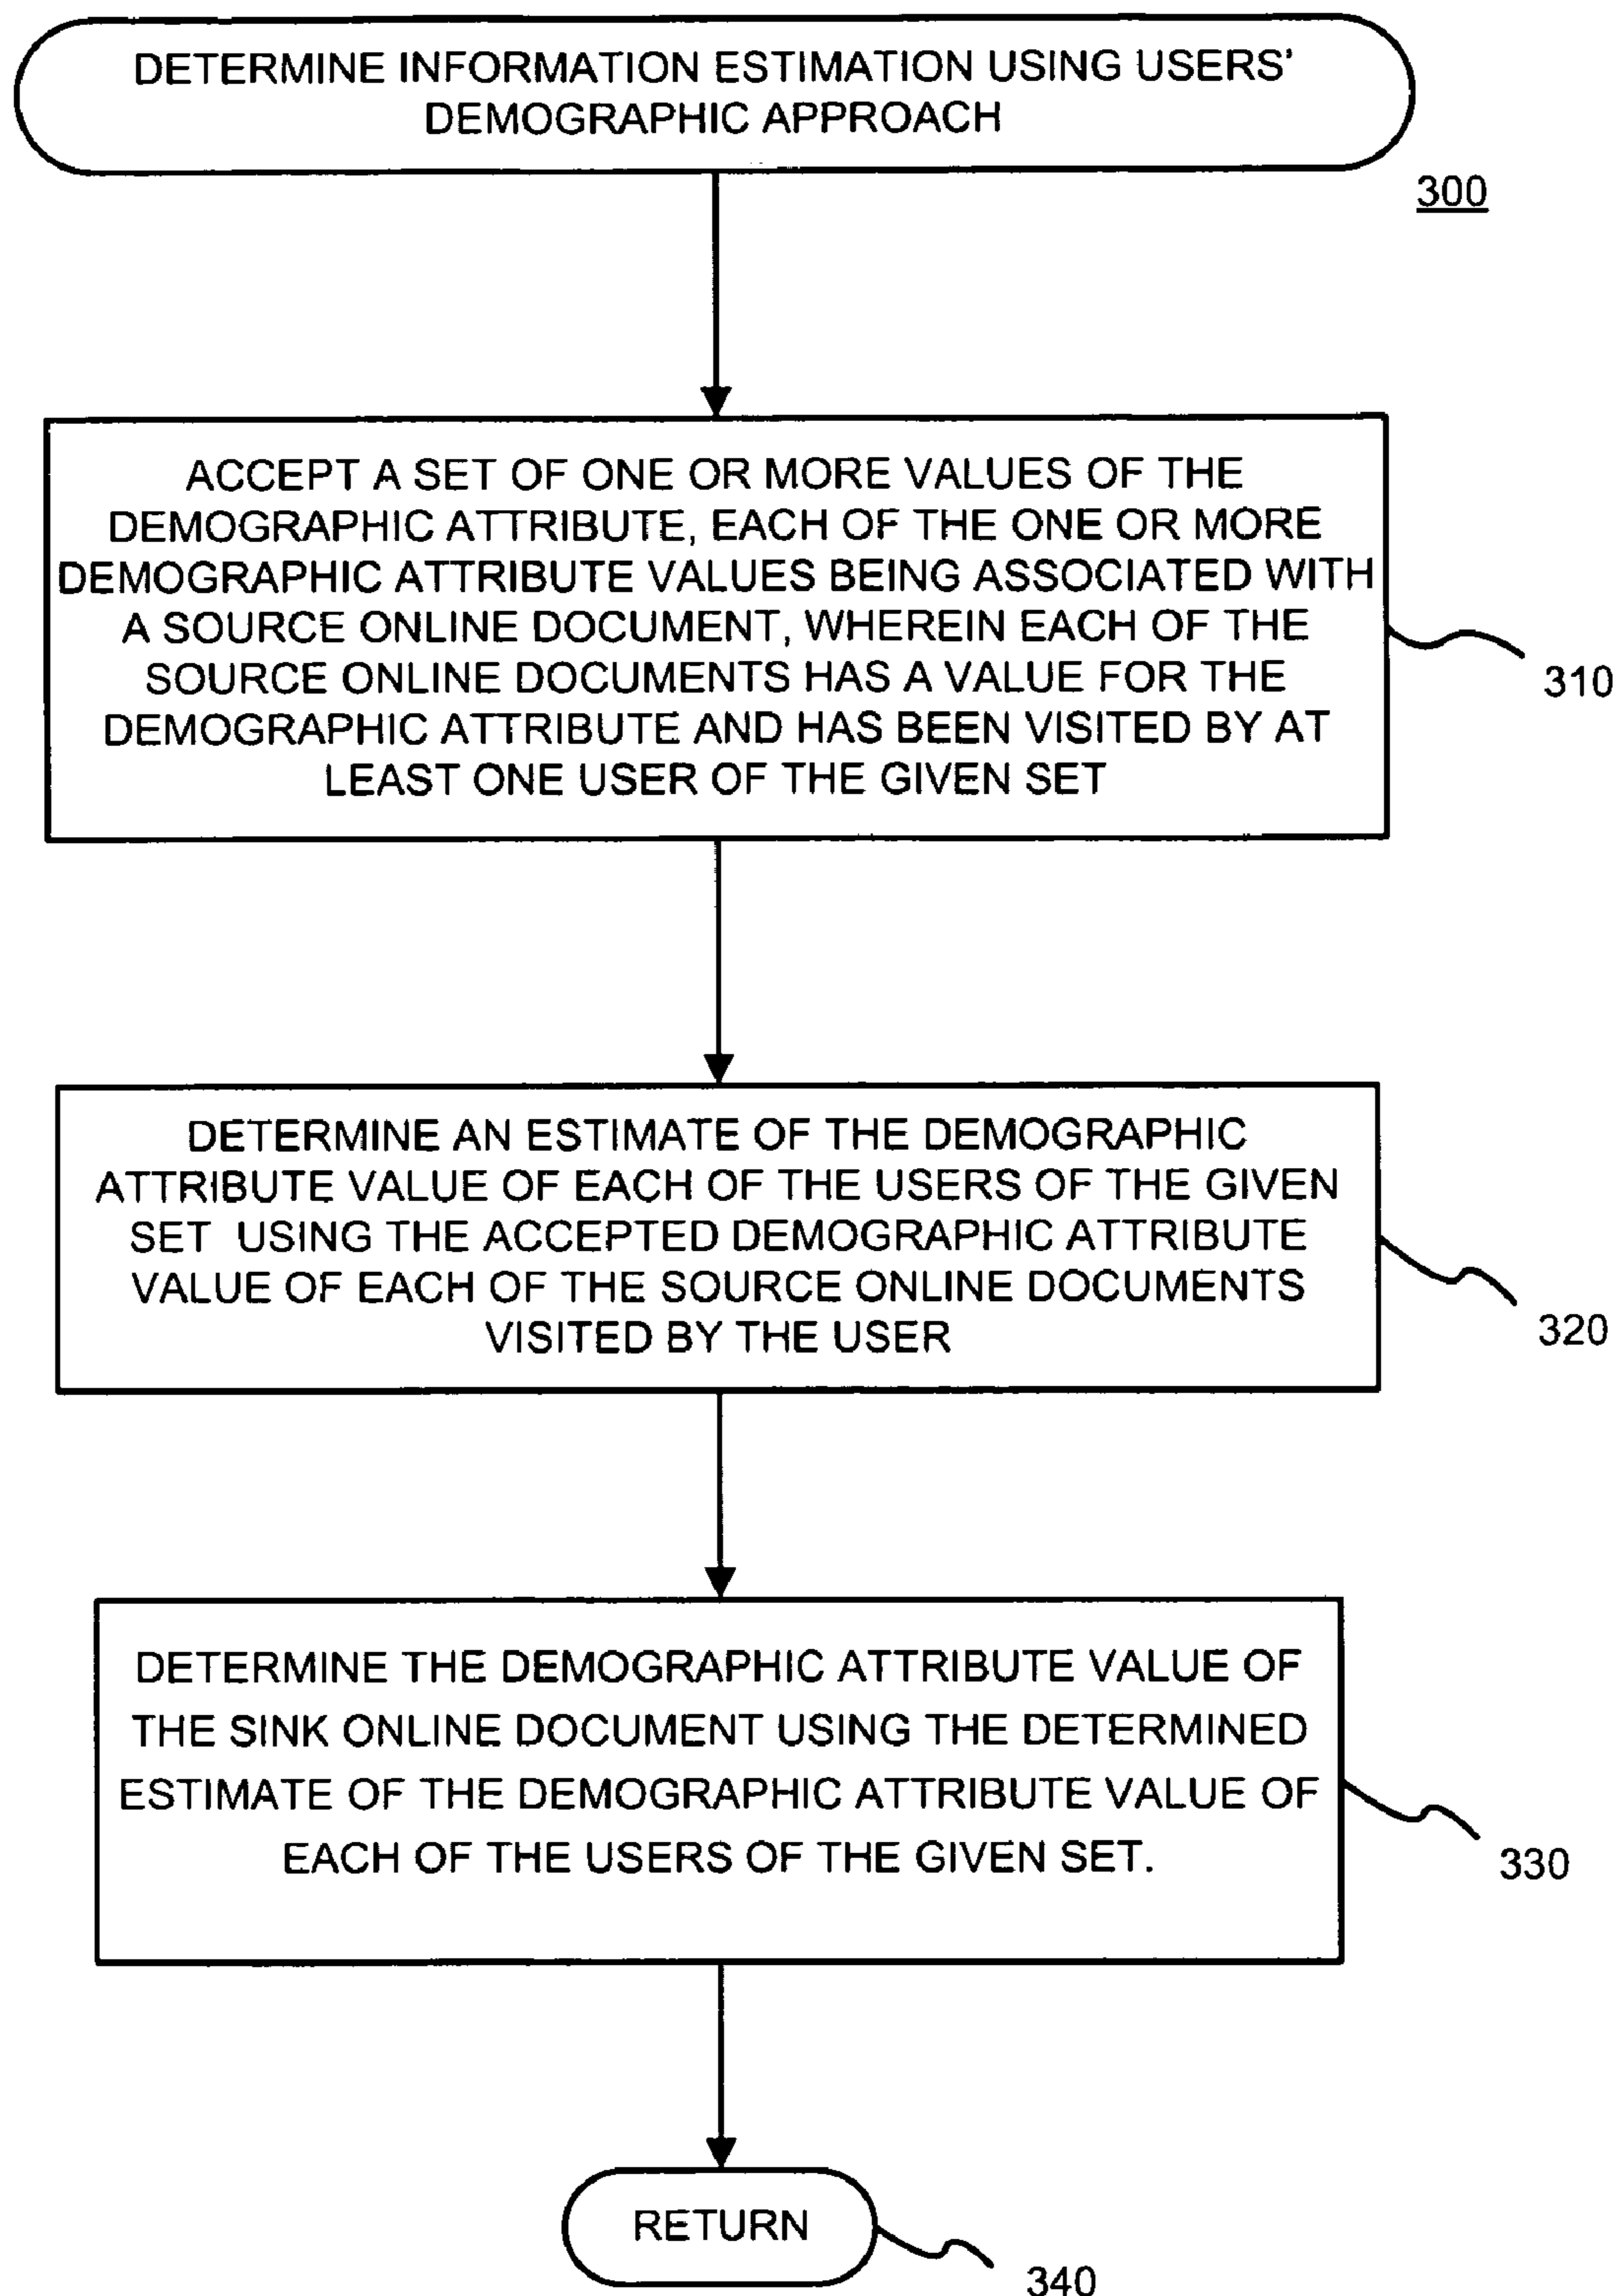 DETERMINE INFORMATION ESTIMATION USING USERS'
DEMOGRAPHIC APPROACH
300
ACCEPT A SET OF ONE OR MORE VALUES OF THE
DEMOGRAPHIC ATTRIBUTE, EACH OF THE ONE OR MORE
DEMOGRAPHIC ATTRIBUTE VALUES BEING ASSOCIATED WITH
A SOURCE ONLINE DOCUMENT, WHEREIN EACH OF THE
SOURCE ONLINE DOCUMENTS HAS A VALUE FOR THE
DEMOGRAPHIC ATTRIBUTE AND HAS BEEN VISITED BY AT
LEAST ONE USER OF THE GIVEN SET
310
DETERMINE AN ESTIMATE OF THE DEMOGRAPHIC
ATTRIBUTE VALUE OF EACH OF THE USERS OF THE GIVEN
SET USING THE ACCEPTED DEMOGRAPHIC ATTRIBUTE
VALUE OF EACH OF THE SOURCE ONLINE DOCUMENTS
VISITED BY THE USER
320
DETERMINE THE DEMOGRAPHIC ATTRIBUTE VALUE OF
THE SINK ONLINE DOCUMENT USING THE DETERMINED
ESTIMATE OF THE DEMOGRAPHIC ATTRIBUTE VALUE OF
EACH OF THE USERS OF THE GIVEN SET.
330
RETURN
340